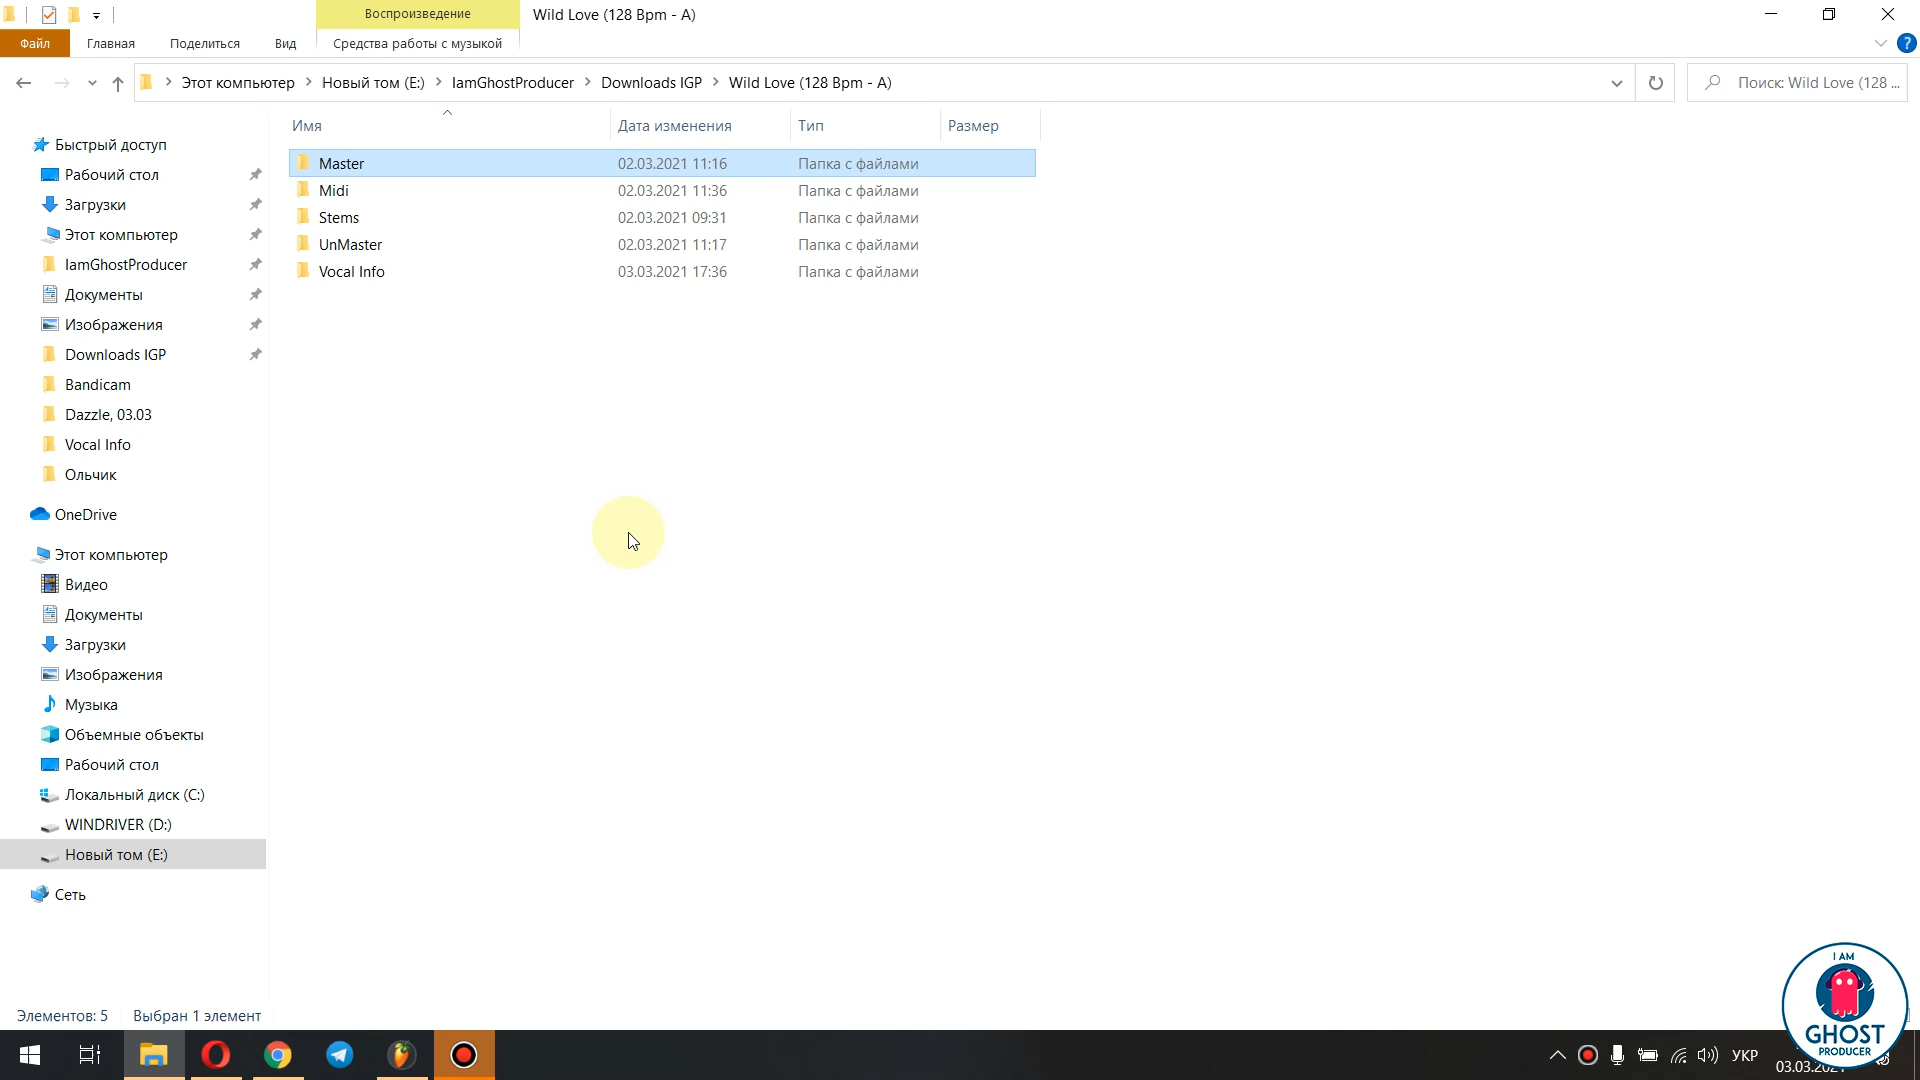 Воспроизведение
Wild Love (128 Bpm - A)
Файл
Главная
Поделиться
Вид
Средства работы с музыкой
?
Этот компьютер
Новый том (E:)
IamGhostProducer
Downloads IGP
Wild Love (128 Bpm - A)
Поиск: Wild Love (128 ...
Имя
Дата изменения
Тип
Размер
Master 02.03.2021 11:16 Папка с файлами
Midi 02.03.2021 11:36 Папка с файлами
Stems 02.03.2021 09:31 Папка с файлами
UnMaster 02.03.2021 11:17 Папка с файлами
Vocal Info 03.03.2021 17:36 Папка с файлами
Быстрый доступ
Рабочий стол
Загрузки
Этот компьютер
IamGhostProducer
Документы
Изображения
Downloads IGP
Bandicam
Dazzle, 03.03
Vocal Info
Ольчик
OneDrive
Этот компьютер
Видео
Документы
Загрузки
Изображения
Музыка
Объемные объекты
Рабочий стол
Локальный диск (C:)
WINDRIVER (D:)
Новый том (E:)
Сеть
Элементов: 5
Выбран 1 элемент
I AM
GHOST
PRODUCER
УКР